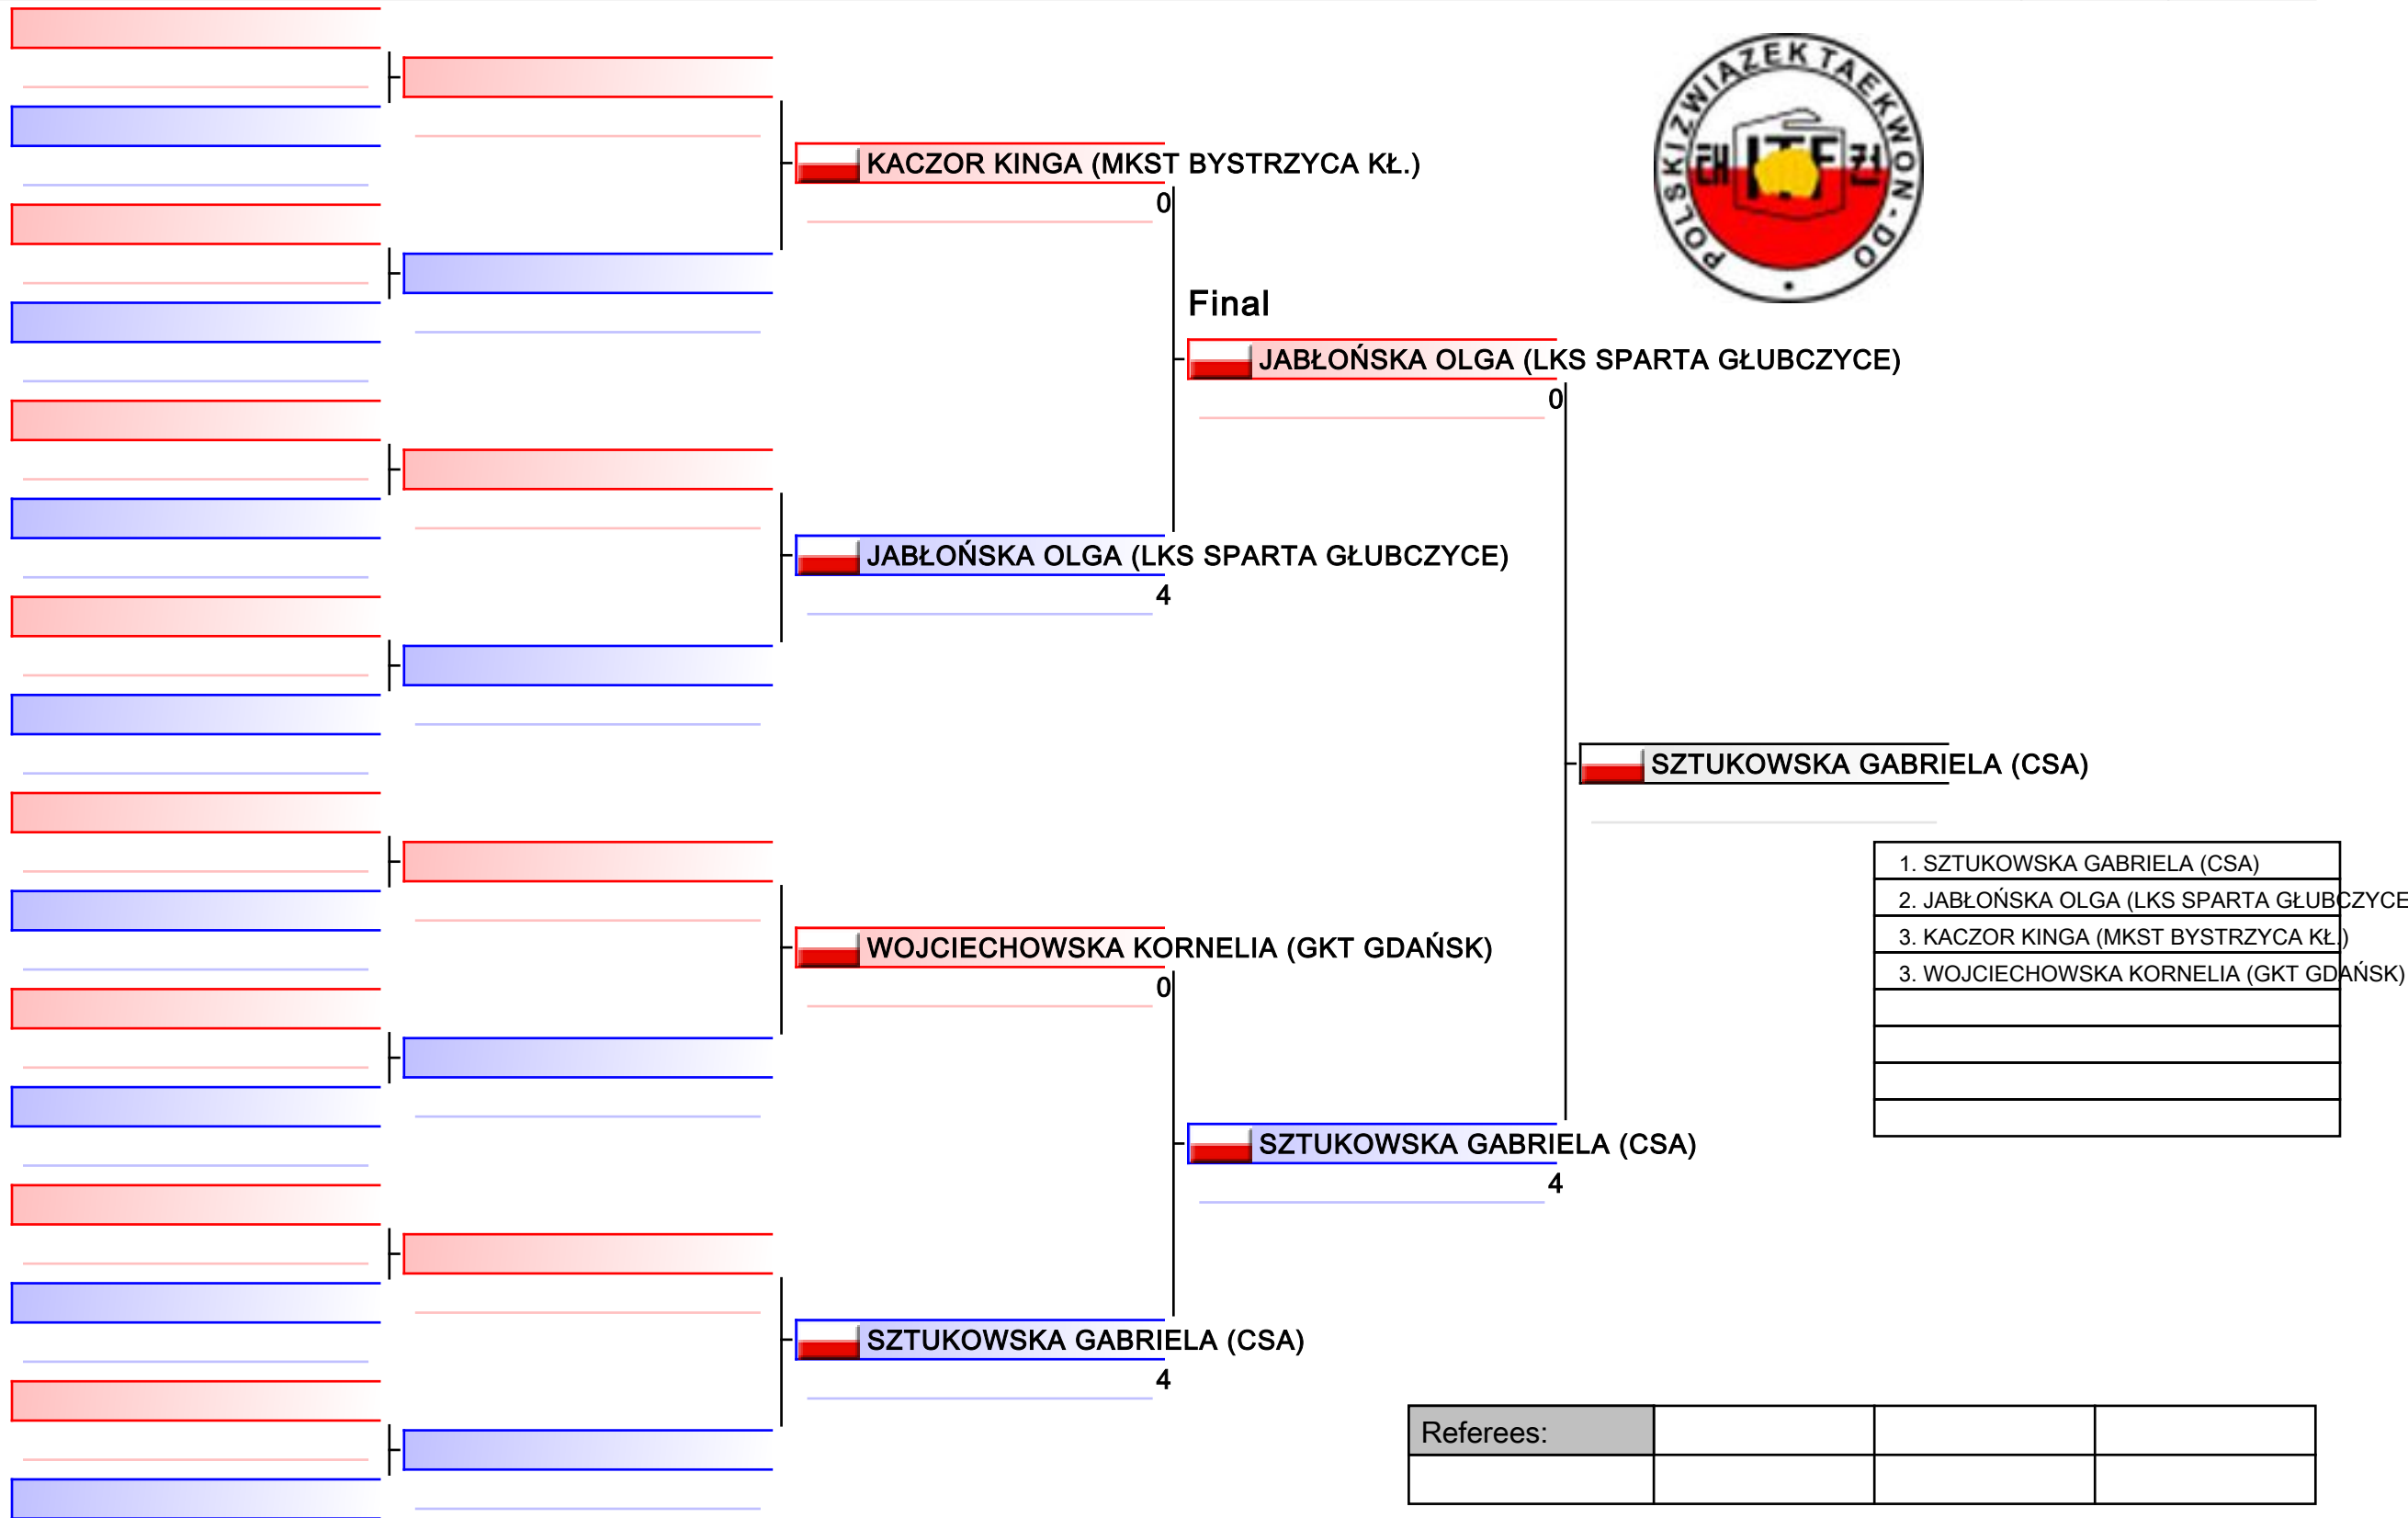 POLSKI ZWIAZEK TAEKWON-DO
ITF
KACZOR KINGA (MKST BYSTRZYCA KŁ.)
0
Final
JABŁOŃSKA OLGA (LKS SPARTA GŁUBCZYCE)
0
JABŁOŃSKA OLGA (LKS SPARTA GŁUBCZYCE)
4
SZTUKOWSKA GABRIELA (CSA)
1. SZTUKOWSKA GABRIELA (CSA)
2. JABŁOŃSKA OLGA (LKS SPARTA GŁUBCZYCE
3. KACZOR KINGA (MKST BYSTRZYCA KŁ.)
3. WOJCIECHOWSKA KORNELIA (GKT GDAŃSK)
WOJCIECHOWSKA KORNELIA (GKT GDAŃSK)
0
SZTUKOWSKA GABRIELA (CSA)
4
SZTUKOWSKA GABRIELA (CSA)
4
Referees: